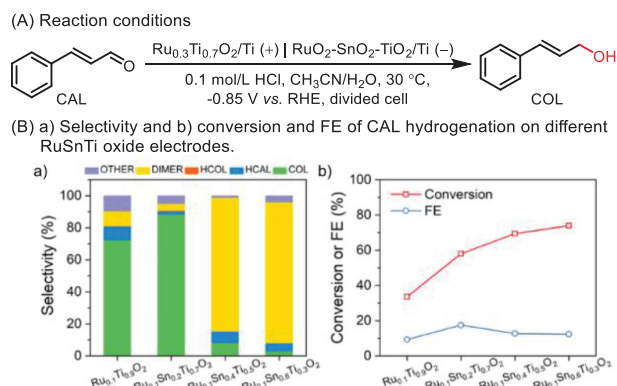 (A) Reaction conditions
Ru0.3Ti0.7O2/Ti (+) | RuO2-SnO2-TiO2/Ti (–)
0.1 mol/L HCl, CH3CN/H2O, 30 °C,
-0.85 V vs. RHE, divided cell
O
CAL
OH
COL
(B) a) Selectivity and b) conversion and FE of CAL hydrogenation on different
RuSnTi oxide electrodes.
a)
OTHER DIMER HCOL HCAL COL
Selectivity (%)
100
80
60
40
20
0
Ru0.1Ti0.9O2
Ru0.1Sn0.2Ti0.7O2
Ru0.1Sn0.4Ti0.5O2
Ru0.1Sn0.6Ti0.3O2
b)
Conversion
FE
Conversion or FE (%)
100
80
60
40
20
0
Ru0.1Ti0.9O2
Ru0.1Sn0.2Ti0.7O2
Ru0.1Sn0.4Ti0.5O2
Ru0.1Sn0.6Ti0.3O2